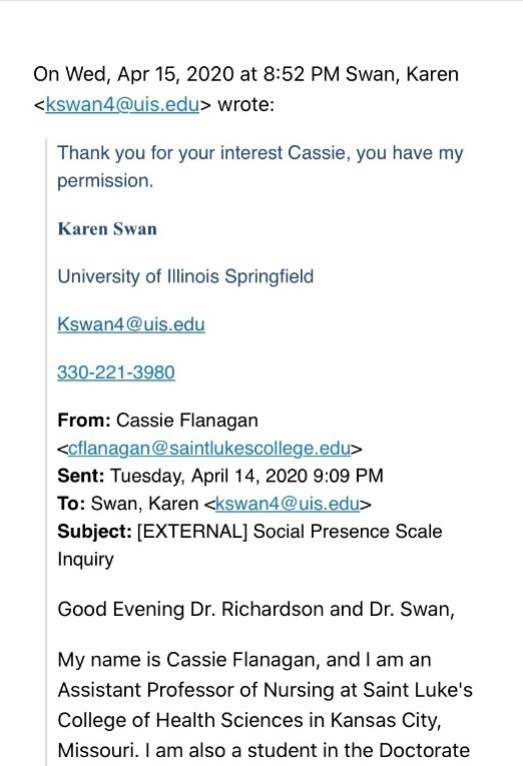 On Wed, Apr 15, 2020 at 8:52 PM Swan, Karen
<kswan4@uis.edu> wrote:
Thank you for your interest Cassie, you have my
permission.
Karen Swan
University of Illinois Springfield
Kswan4@uis.edu
330-221-3980
From: Cassie Flanagan
<cflanagan@saintlukescollege.edu>
Sent: Tuesday, April 14, 2020 9:09 PM
To: Swan, Karen <kswan4@uis.edu>
Subject: [EXTERNAL] Social Presence Scale
Inquiry
Good Evening Dr. Richardson and Dr. Swan,
My name is Cassie Flanagan, and I am an
Assistant Professor of Nursing at Saint Luke's
College of Health Sciences in Kansas City,
Missouri. I am also a student in the Doctorate